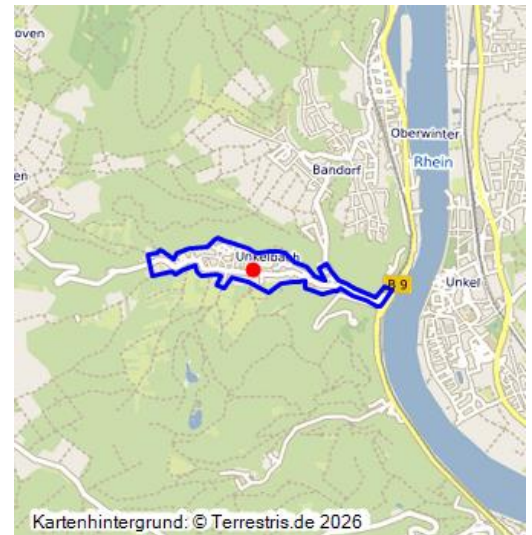 oven
Oberwinter
Rhein
Bandorf
en
Unkelbach
B 9
Unkel
Kartenhintergrund: © Terrestris.de 2026